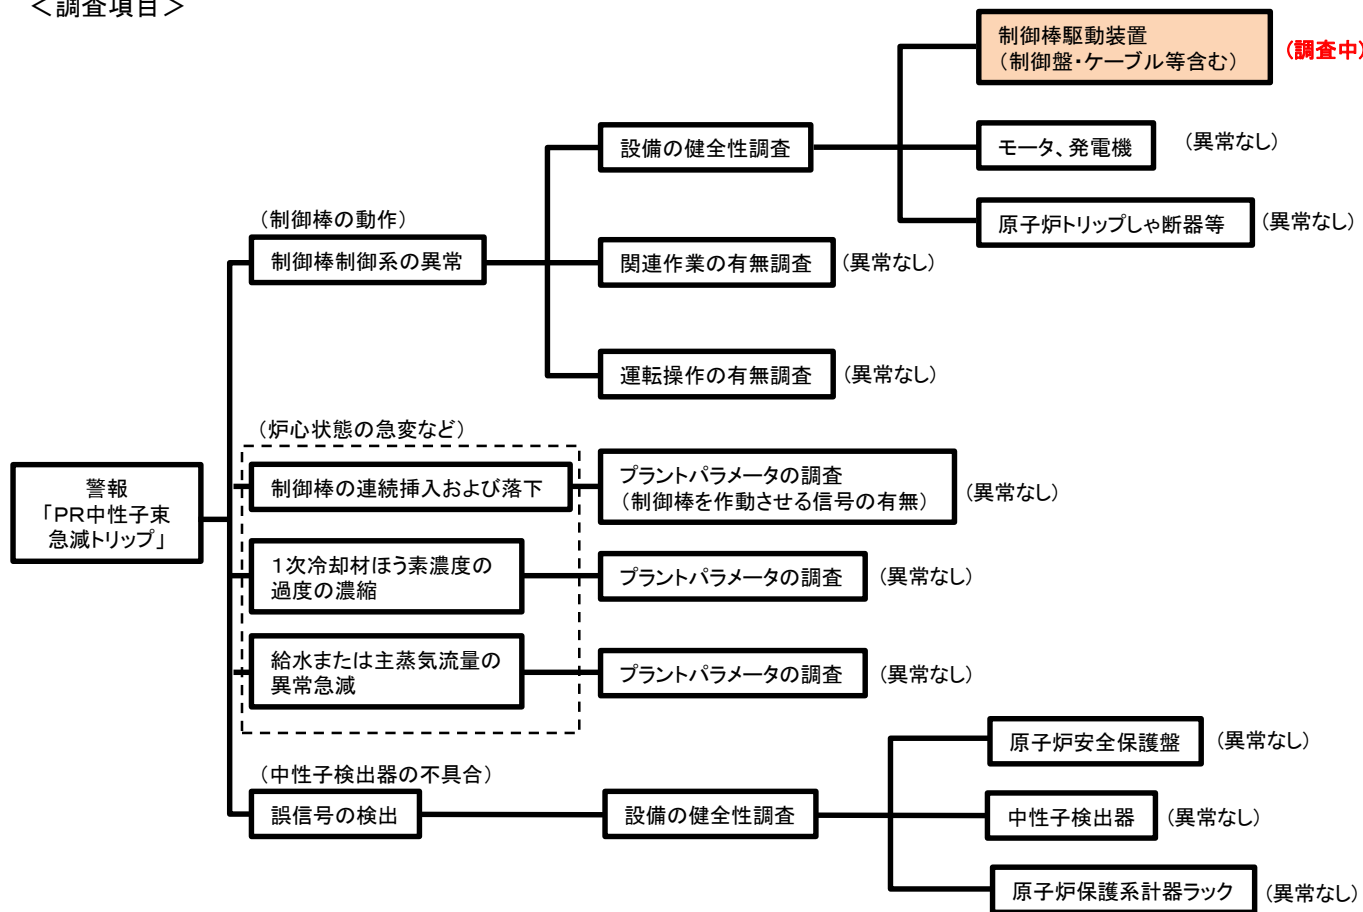 ＜調査項目＞
制御棒駆動装置
（制御盤・ケーブル等含む）
（調査中）
設備の健全性調査
モータ、発電機
（異常なし）
（制御棒の動作）
原子炉トリップしゃ断器等
（異常なし）
制御棒制御系の異常
関連作業の有無調査
（異常なし）
運転操作の有無調査
（異常なし）
（炉心状態の急変など）
警報
「ＰＲ中性子束
急減トリップ」
制御棒の連続挿入および落下
プラントパラメータの調査
（制御棒を作動させる信号の有無）
（異常なし）
１次冷却材ほう素濃度の
過度の濃縮
プラントパラメータの調査
（異常なし）
給水または主蒸気流量の
異常急減
プラントパラメータの調査
（異常なし）
（中性子検出器の不具合）
誤信号の検出
設備の健全性調査
原子炉安全保護盤
（異常なし）
中性子検出器
（異常なし）
原子炉保護系計器ラック
（異常なし）